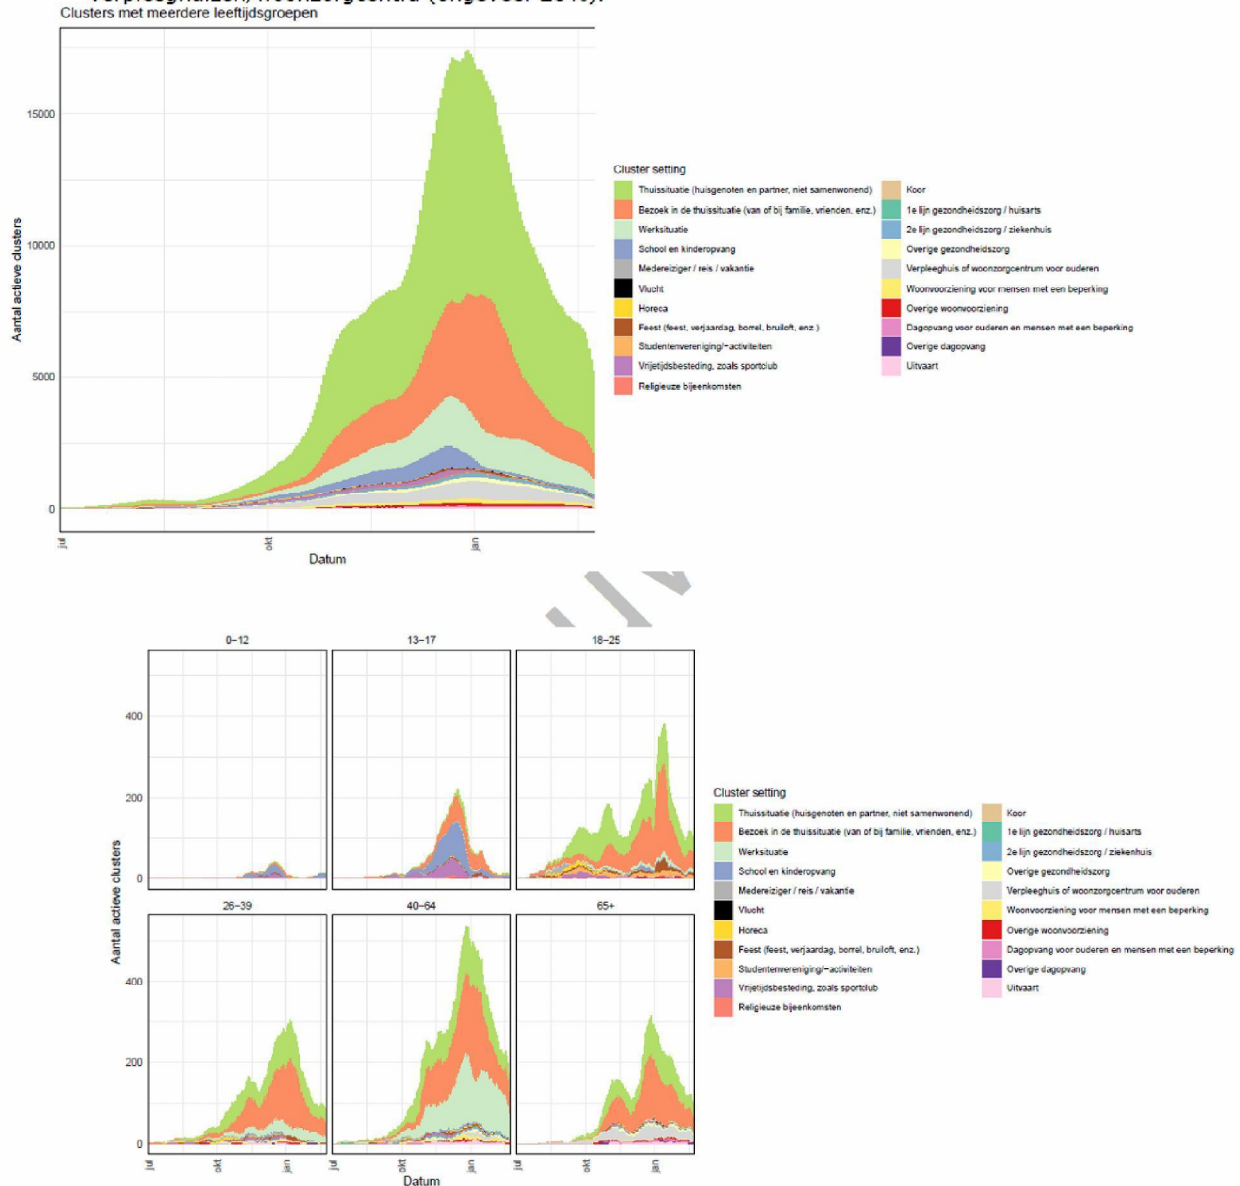 Clusters met meerdere leeftijdsgroepen
Aantal actieve clusters
15000
10000
5000
0
jul
okt
jan
Datum
Cluster setting
Thuissituatie (huisgenoten en partner, niet samenwonend)
Bezoek in de thuissituatie (van of bij familie, vrienden, enz.)
Werksituatie
School en kinderopvang
Medereiziger / reis / vakantie
Vlucht
Horeca
Feest (feest, verjaardag, borrel, bruiloft, enz.)
Studentenvereniging/−activiteiten
Vrijetijdsbesteding, zoals sportclub
Religieuze bijeenkomsten
Koor
1e lijn gezondheidszorg / huisarts
2e lijn gezondheidszorg / ziekenhuis
Overige gezondheidszorg
Verpleeghuis of woonzorgcentrum voor ouderen
Woonvoorziening voor mensen met een beperking
Overige woonvoorziening
Dagopvang voor ouderen en mensen met een beperking
Overige dagopvang
Uitvaart
0−12
13−17
18−25
400
200
0
26−39
40−64
65+
400
200
0
Aantal actieve clusters
jul
okt
jan
jul
okt
jan
jul
okt
jan
Datum
Cluster setting
Thuissituatie (huisgenoten en partner, niet samenwonend)
Bezoek in de thuissituatie (van of bij familie, vrienden, enz.)
Werksituatie
School en kinderopvang
Medereiziger / reis / vakantie
Vlucht
Horeca
Feest (feest, verjaardag, borrel, bruiloft, enz.)
Studentenvereniging/−activiteiten
Vrijetijdsbesteding, zoals sportclub
Religieuze bijeenkomsten
Koor
1e lijn gezondheidszorg / huisarts
2e lijn gezondheidszorg / ziekenhuis
Overige gezondheidszorg
Verpleeghuis of woonzorgcentrum voor ouderen
Woonvoorziening voor mensen met een beperking
Overige woonvoorziening
Dagopvang voor ouderen en mensen met een beperking
Overige dagopvang
Uitvaart